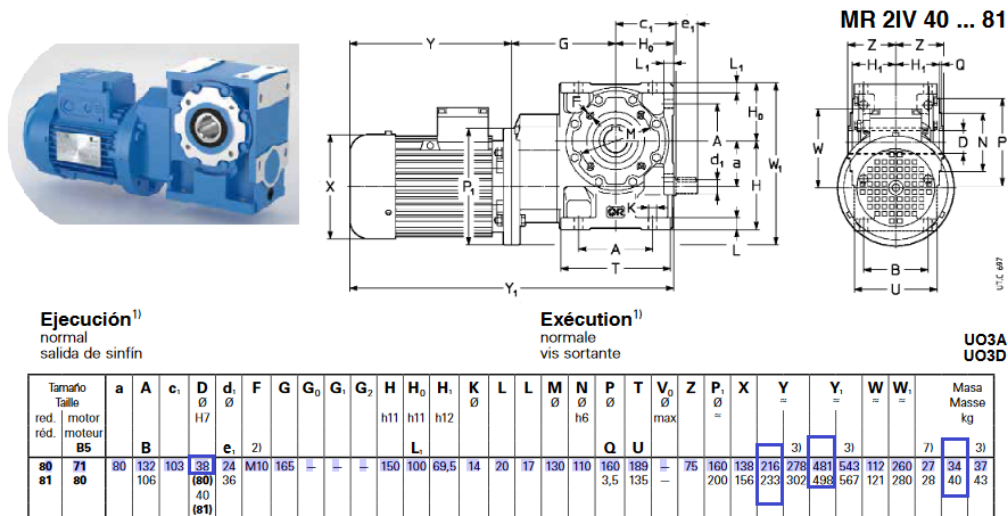 MR 2IV 40 ... 81
c₁ e₁
Y G H₀ Z Z
L₁ L₁ H₁ H₁ Q
F
H₀
M A
X P₁ d₁ a W₁ W D N P
H
K
A L B
T U
Y₁
UT.C 697
Ejecución¹⁾ Exécution¹⁾
normal normale
salida de sinfín vis sortante
UO3A
UO3D
Tamaño a A c₁ D d₁ F G G₀ G₁ G₂ H H₀ H₁ K L L M N P T V₀ Z P₁ X Y Y₁ W W₁ Masa
Taille Ø Ø Ø Ø Ø Ø Ø ≈ ≈ ≈ ≈ Masse
red. motor H7 h11 h11 h12 h6 max ≈ kg
réd. moteur
B5 B e₁ 2) L₁ Q U 3) 3) 7) 3)
80 71 80 132 103 38 24 M10 165 – – – 150 100 69,5 14 20 17 130 110 160 189 – 75 160 138 216 278 481 543 112 260 27 34 37
81 80 106 (80) 36 3,5 135 – 200 156 233 302 498 567 121 280 28 40 43
40
(81)